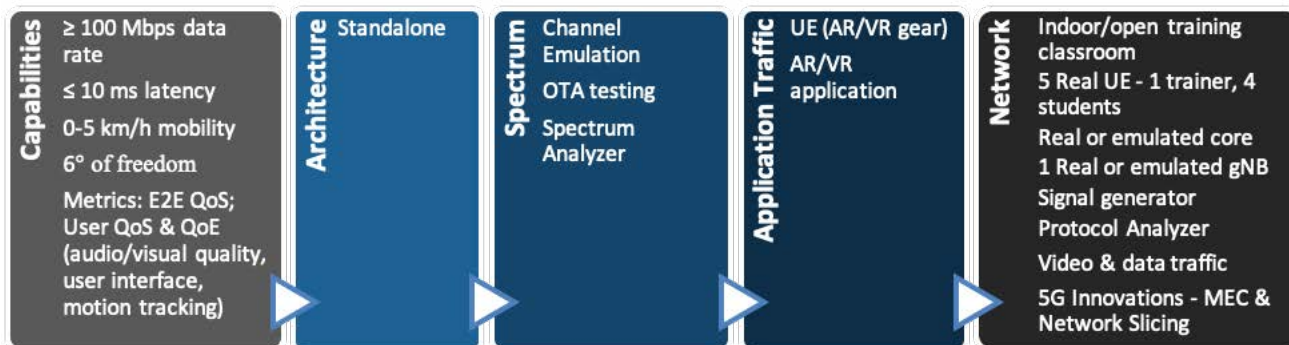 Capabilities
≥ 100 Mbps data
rate
≤ 10 ms latency
0-5 km/h mobility
6° of freedom
Metrics: E2E QoS;
User QoS & QoE
(audio/visual quality,
user interface,
motion tracking)
Architecture
Standalone
Spectrum
Channel
Emulation
OTA testing
Spectrum
Analyzer
Application Traffic
UE (AR/VR gear)
AR/VR
application
Network
Indoor/open training
classroom
5 Real UE - 1 trainer, 4
students
Real or emulated core
1 Real or emulated gNB
Signal generator
Protocol Analyzer
Video & data traffic
5G Innovations - MEC &
Network Slicing